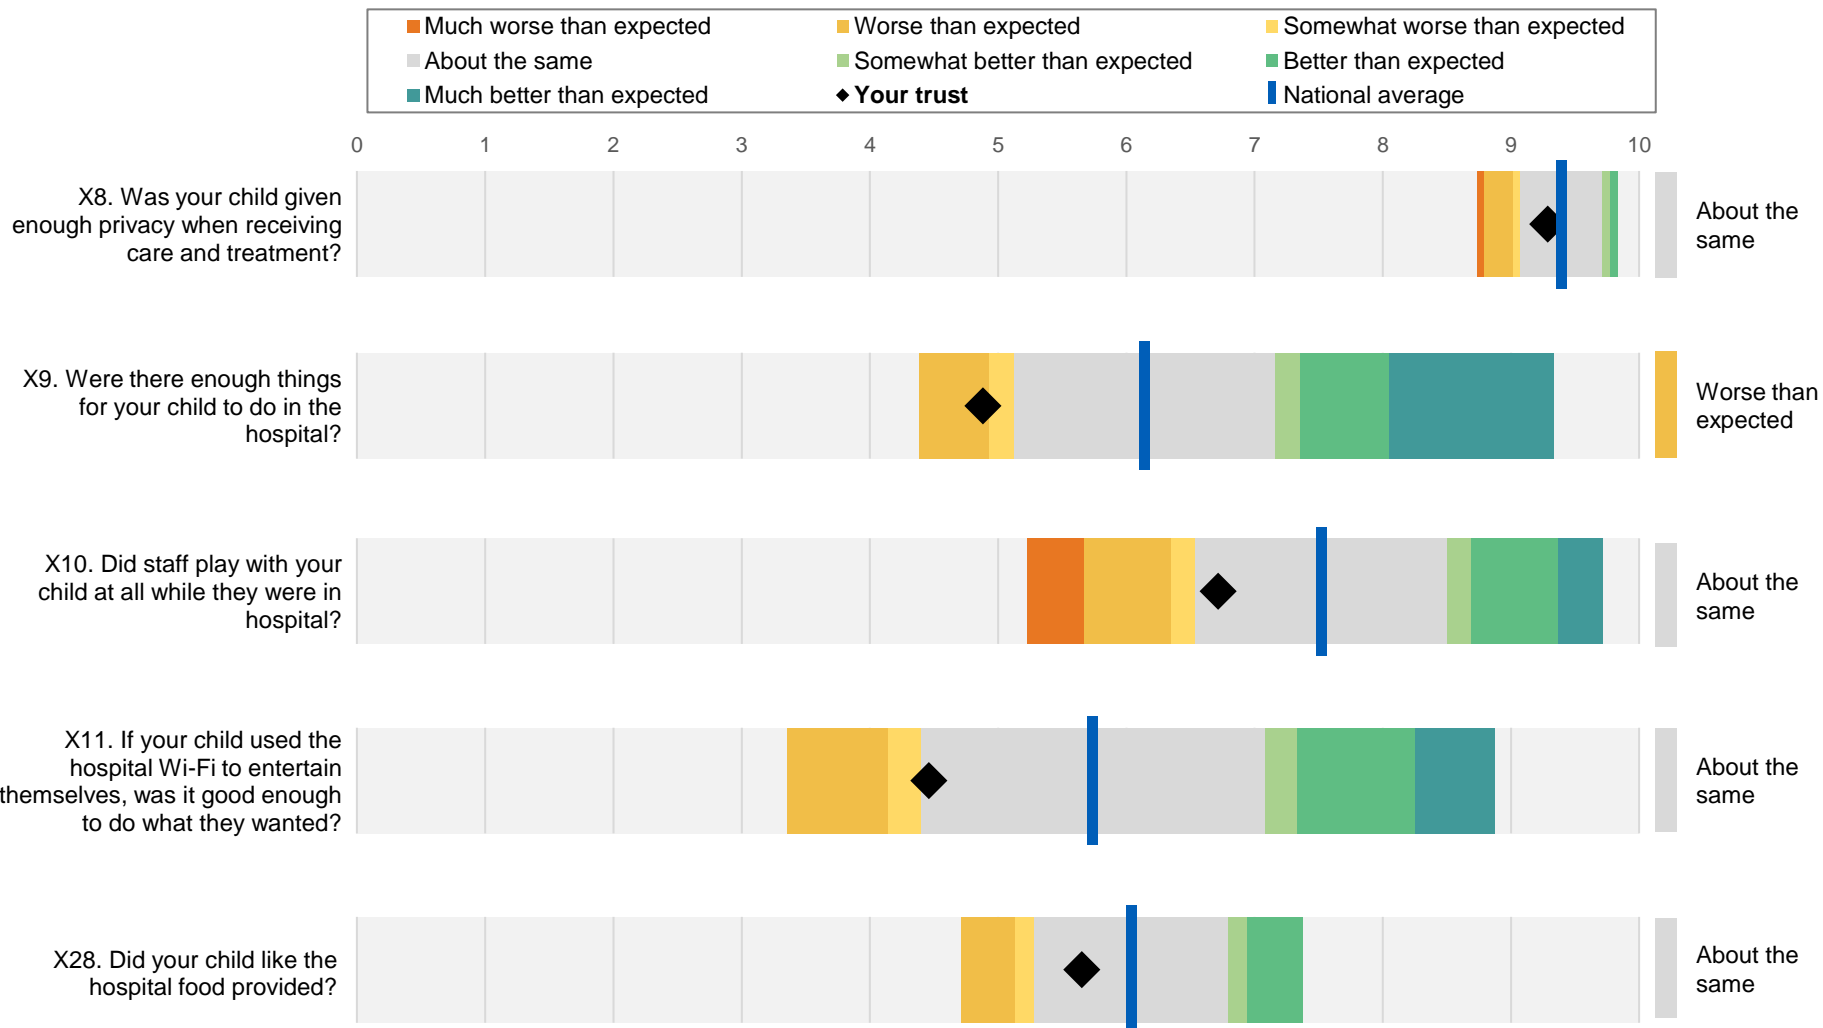 Much worse than expected
Worse than expected
Somewhat worse than expected
About the same
Somewhat better than expected
Better than expected
Much better than expected
Your trust
National average
0 1 2 3 4 5 6 7 8 9 10
X8. Was your child given
enough privacy when receiving
care and treatment?
About the
same
X9. Were there enough things
for your child to do in the
hospital?
Worse than
expected
X10. Did staff play with your
child at all while they were in
hospital?
About the
same
X11. If your child used the
hospital Wi-Fi to entertain
themselves, was it good enough
to do what they wanted?
About the
same
X28. Did your child like the
hospital food provided?
About the
same